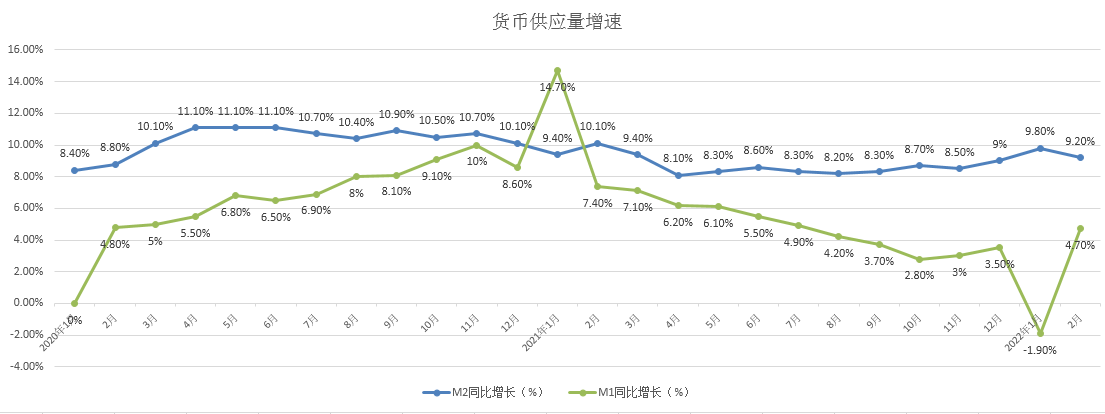 货币供应量增速
16.00%
14.00%
12.00%
10.00%
8.00%
6.00%
4.00%
2.00%
0.00%
-2.00%
-4.00%
8.40% 8.80% 10.10% 11.10% 11.10% 11.10% 10.70% 10.40% 10.90% 10.50% 10.70% 10.10% 9.40% 10.10% 9.40% 8.10% 8.30% 8.60% 8.30% 8.20% 8.30% 8.70% 8.50% 9% 9.80% 9.20%
0% 4.80% 5% 5.50% 6.80% 6.50% 6.90% 8% 8.10% 9.10% 10% 8.60% 14.70% 7.40% 7.10% 6.20% 6.10% 5.50% 4.90% 4.20% 3.70% 2.80% 3% 3.50% -1.90% 4.70%
2020年1月 2月 3月 4月 5月 6月 7月 8月 9月 10月 11月 12月 2021年1月 2月 3月 4月 5月 6月 7月 8月 9月 10月 11月 12月 2022年1月 2月
M2同比增长（%） M1同比增长（%）